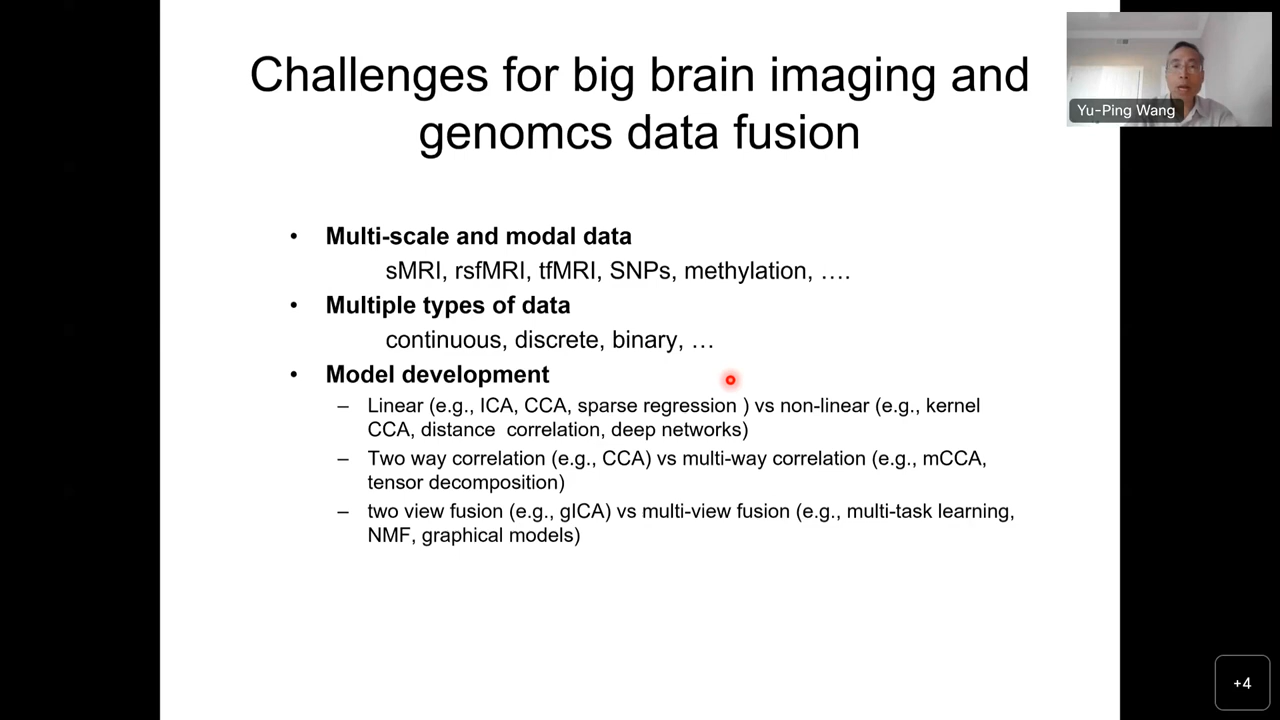 Challenges for big brain imaging and
genomcs data fusion
Yu-Ping Wang
• Multi-scale and modal data
sMRI, rsfMRI, tfMRI, SNPs, methylation, ….
• Multiple types of data
continuous, discrete, binary, …
• Model development
– Linear (e.g., ICA, CCA, sparse regression ) vs non-linear (e.g., kernel
CCA, distance correlation, deep networks)
– Two way correlation (e.g., CCA) vs multi-way correlation (e.g., mCCA,
tensor decomposition)
– two view fusion (e.g., gICA) vs multi-view fusion (e.g., multi-task learning,
NMF, graphical models)
+4